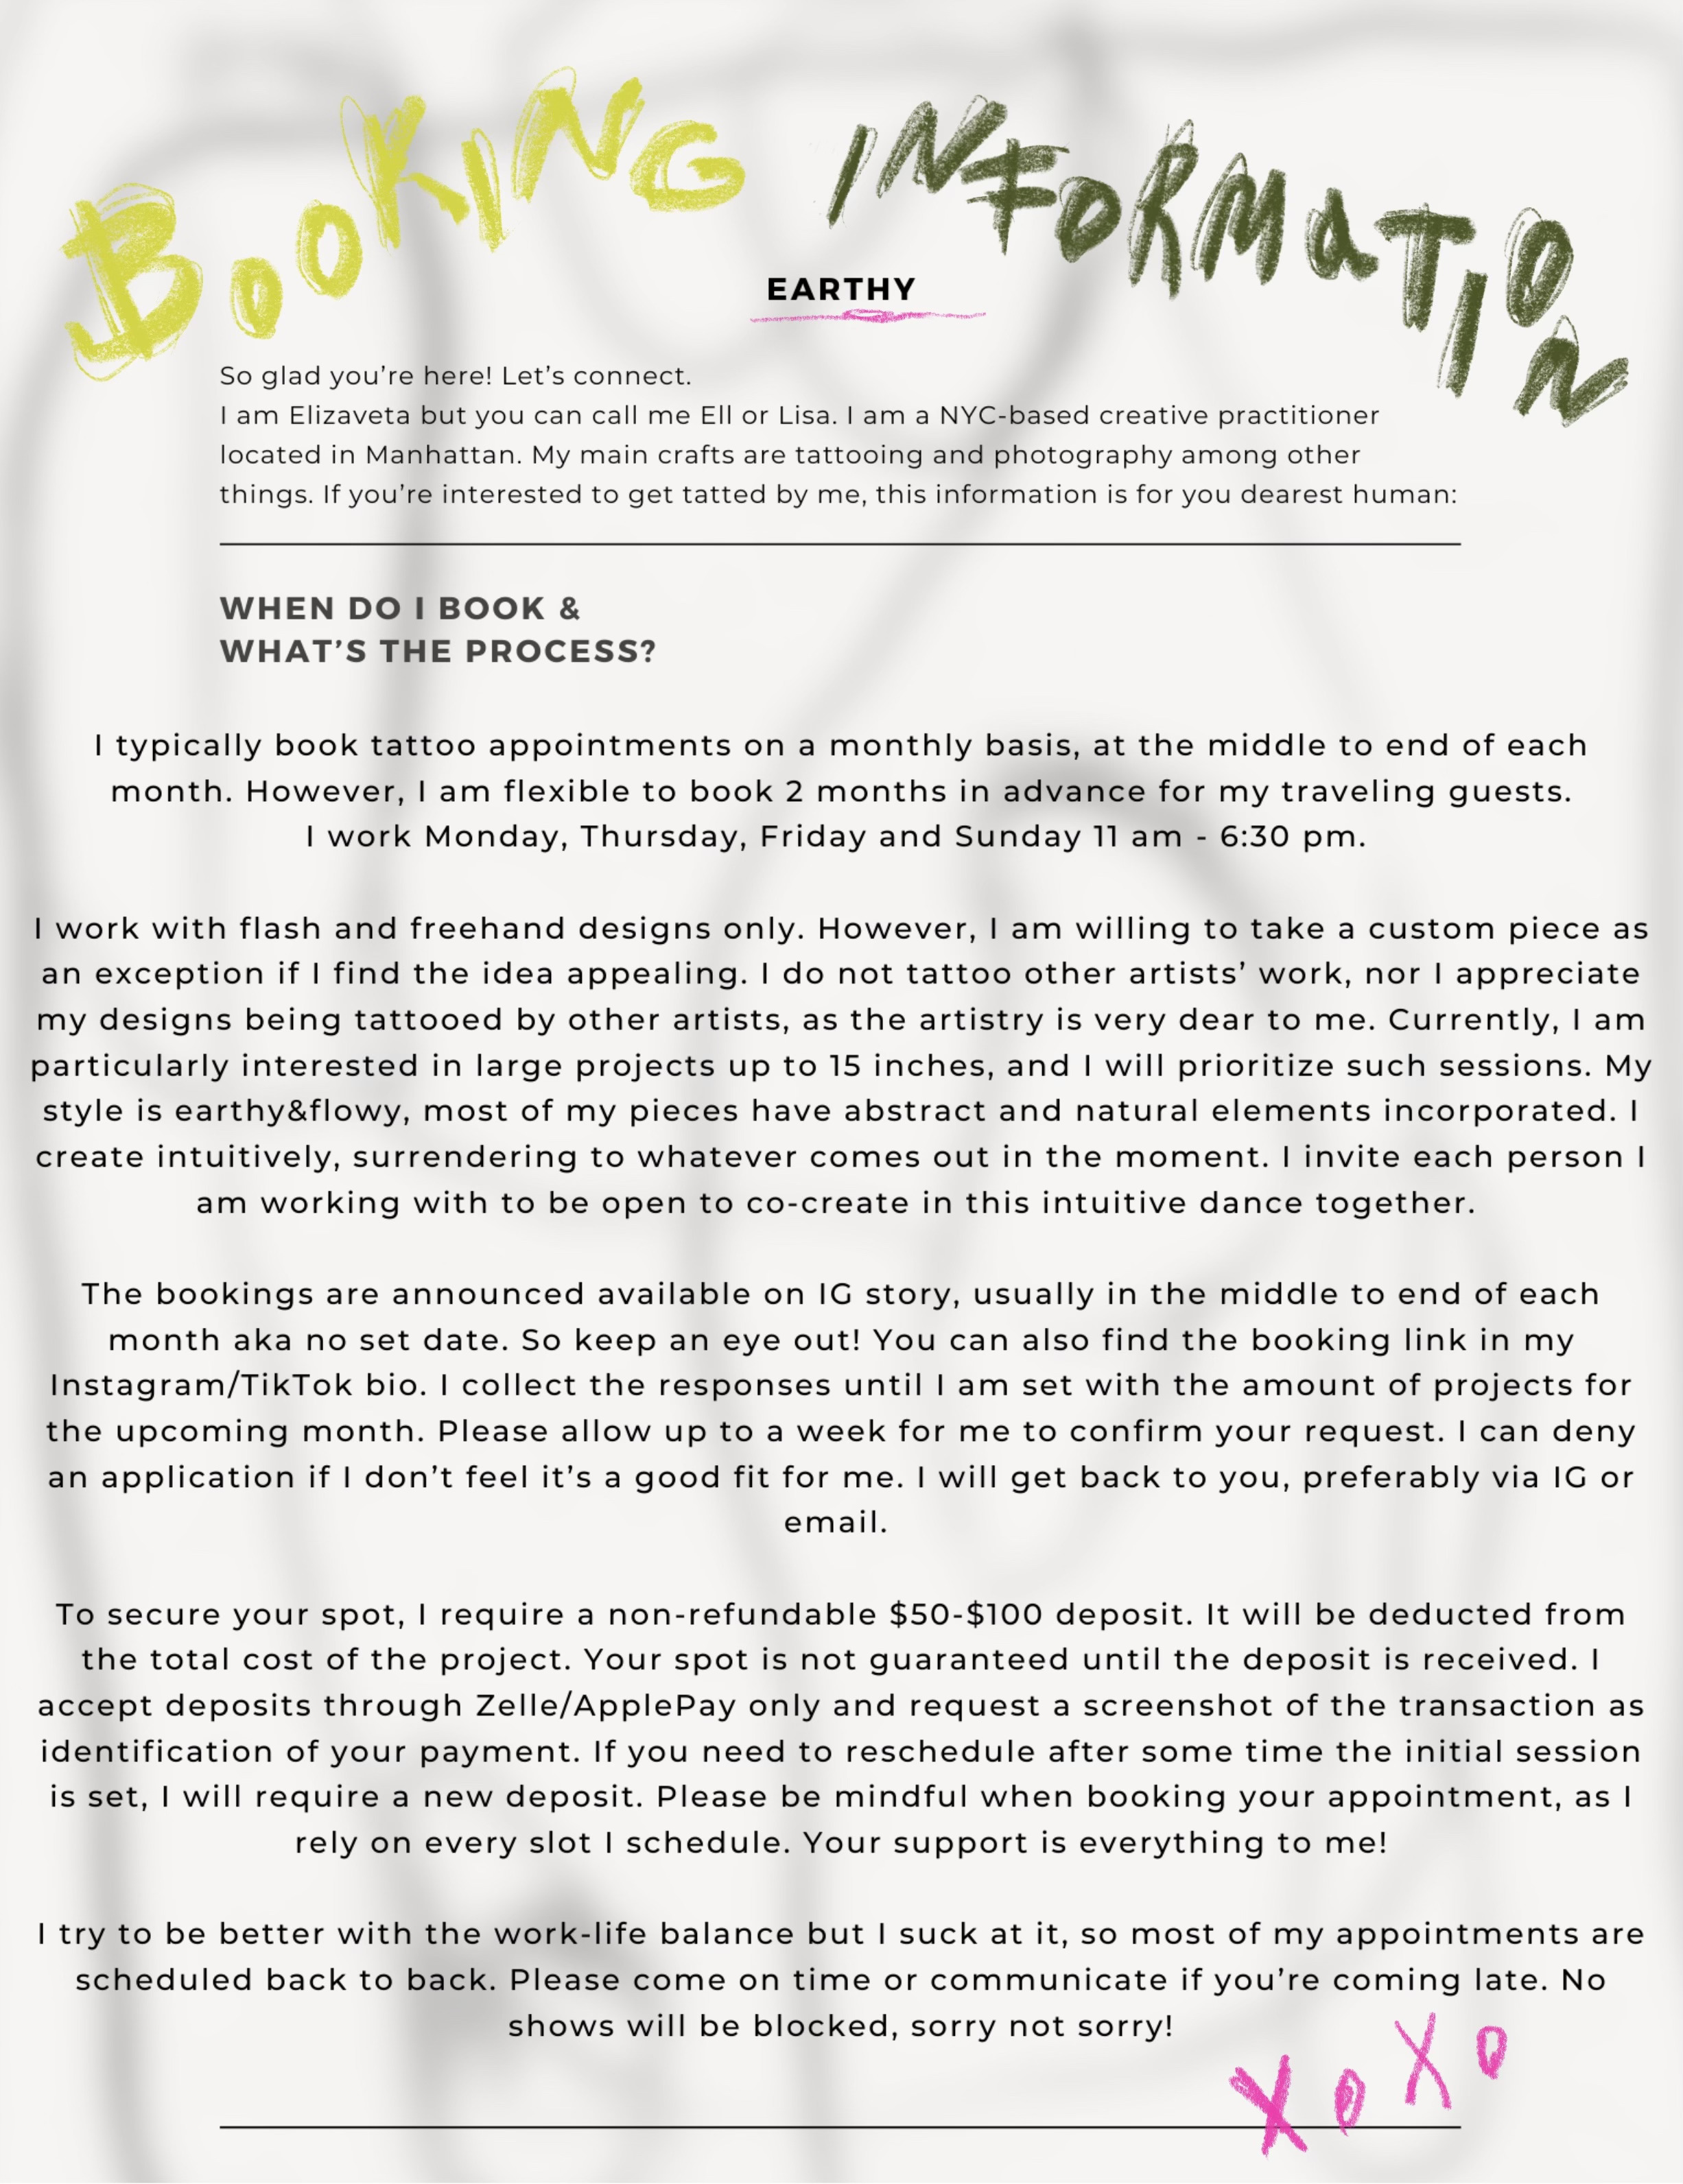 BOOKING INFORMATION
EARTHY
So glad you’re here! Let’s connect.
I am Elizaveta but you can call me Ell or Lisa. I am a NYC-based creative practitioner
located in Manhattan. My main crafts are tattooing and photography among other
things. If you’re interested to get tatted by me, this information is for you dearest human:
WHEN DO I BOOK &
WHAT’S THE PROCESS?
I typically book tattoo appointments on a monthly basis, at the middle to end of each
month. However, I am flexible to book 2 months in advance for my traveling guests.
I work Monday, Thursday, Friday and Sunday 11 am - 6:30 pm.
I work with flash and freehand designs only. However, I am willing to take a custom piece as
an exception if I find the idea appealing. I do not tattoo other artists’ work, nor I appreciate
my designs being tattooed by other artists, as the artistry is very dear to me. Currently, I am
particularly interested in large projects up to 15 inches, and I will prioritize such sessions. My
style is earthy&flowy, most of my pieces have abstract and natural elements incorporated. I
create intuitively, surrendering to whatever comes out in the moment. I invite each person I
am working with to be open to co-create in this intuitive dance together.
The bookings are announced available on IG story, usually in the middle to end of each
month aka no set date. So keep an eye out! You can also find the booking link in my
Instagram/TikTok bio. I collect the responses until I am set with the amount of projects for
the upcoming month. Please allow up to a week for me to confirm your request. I can deny
an application if I don’t feel it’s a good fit for me. I will get back to you, preferably via IG or
email.
To secure your spot, I require a non-refundable $50-$100 deposit. It will be deducted from
the total cost of the project. Your spot is not guaranteed until the deposit is received. I
accept deposits through Zelle/ApplePay only and request a screenshot of the transaction as
identification of your payment. If you need to reschedule after some time the initial session
is set, I will require a new deposit. Please be mindful when booking your appointment, as I
rely on every slot I schedule. Your support is everything to me!
I try to be better with the work-life balance but I suck at it, so most of my appointments are
scheduled back to back. Please come on time or communicate if you’re coming late. No
shows will be blocked, sorry not sorry!
XOXO